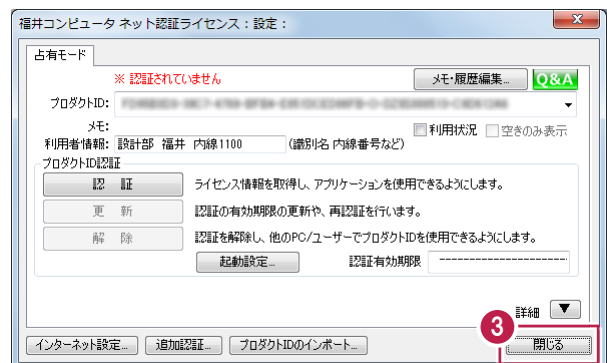 福井コンピュータ ネット認証ライセンス：設定：
占有モード
※ 認証されていません
メモ・履歴編集...
Q&A
プロダクトID:
メモ:
利用状況 空きのみ表示
利用者情報: 設計部 福井 内線1100 (識別名 内線番号など)
プロダクトID認証
認 証 ライセンス情報を取得し、アプリケーションを使用できるようにします。
更 新 認証の有効期限の更新や、再認証を行います。
解 除 認証を解除し、他のPC/ユーザーでプロダクトIDを使用できるようにします。
起動設定... 認証有効期限 ----------------------
詳細 ▼
3
インターネット設定... 追加認証... プロダクトIDのインポート... 閉じる